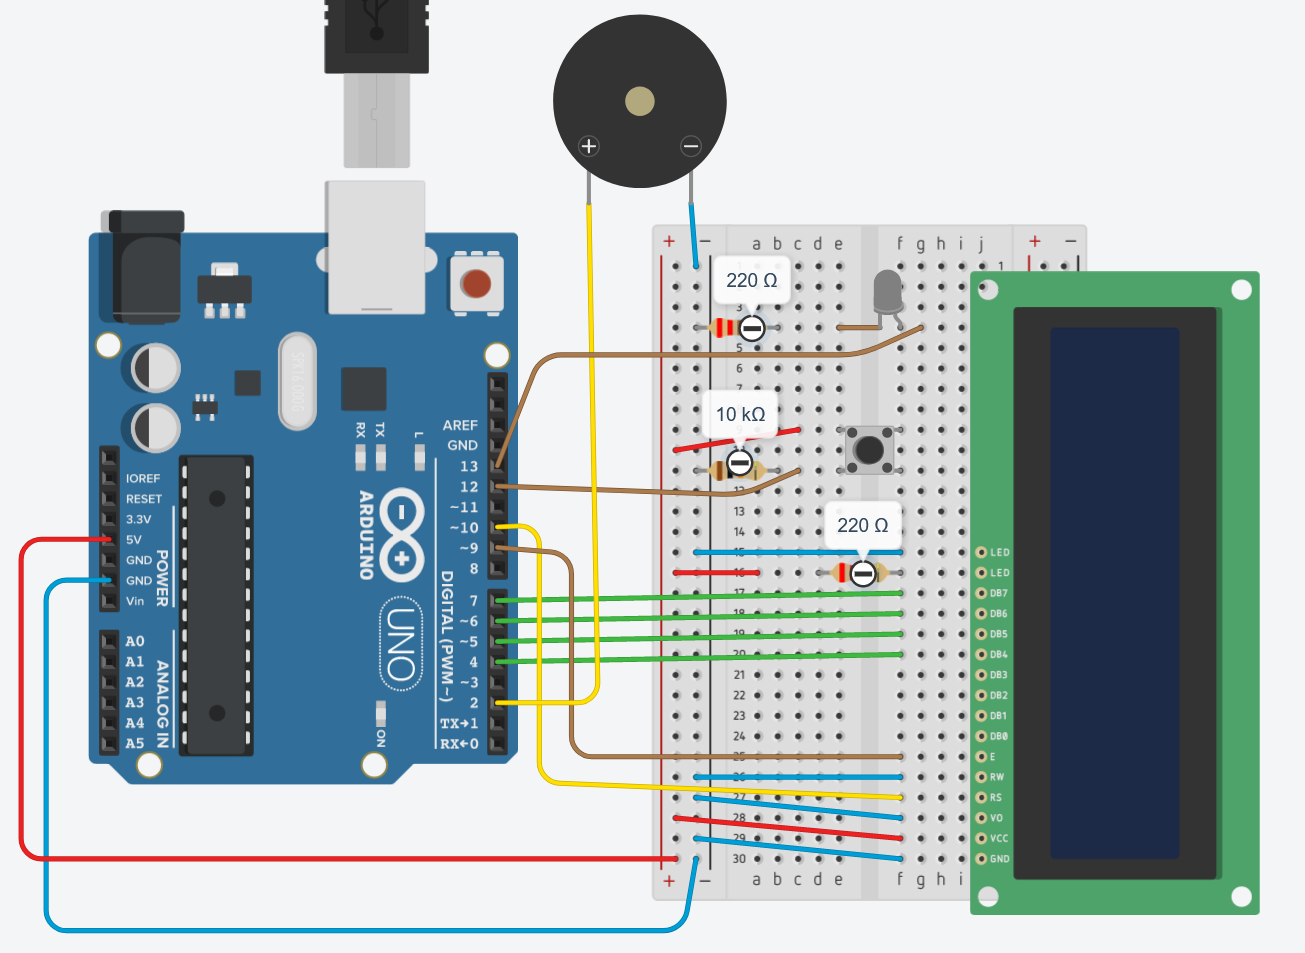 +
−
220 Ω
10 kΩ
220 Ω
SPK16.000G
AREF
GND
13
12
~11
~10
~9
8
7
~6
~5
4
~3
2
TX→1
RX←0
RX
TX
L
ARDUINO
UNO
DIGITAL (PWM~)
ON
IOREF
RESET
3.3V
5V
GND
GND
Vin
POWER
A0
A1
A2
A3
A4
A5
ANALOG IN
+ −
a b c d e f g h i j
+ −
1
3
5
6
7
12
13
14
15
16
17
18
19
20
21
22
23
24
25
26
27
28
29
30
+ −
a b c d e f g h i
LED
LED
DB7
DB6
DB5
DB4
DB3
DB2
DB1
DB0
E
RW
RS
VO
VCC
GND